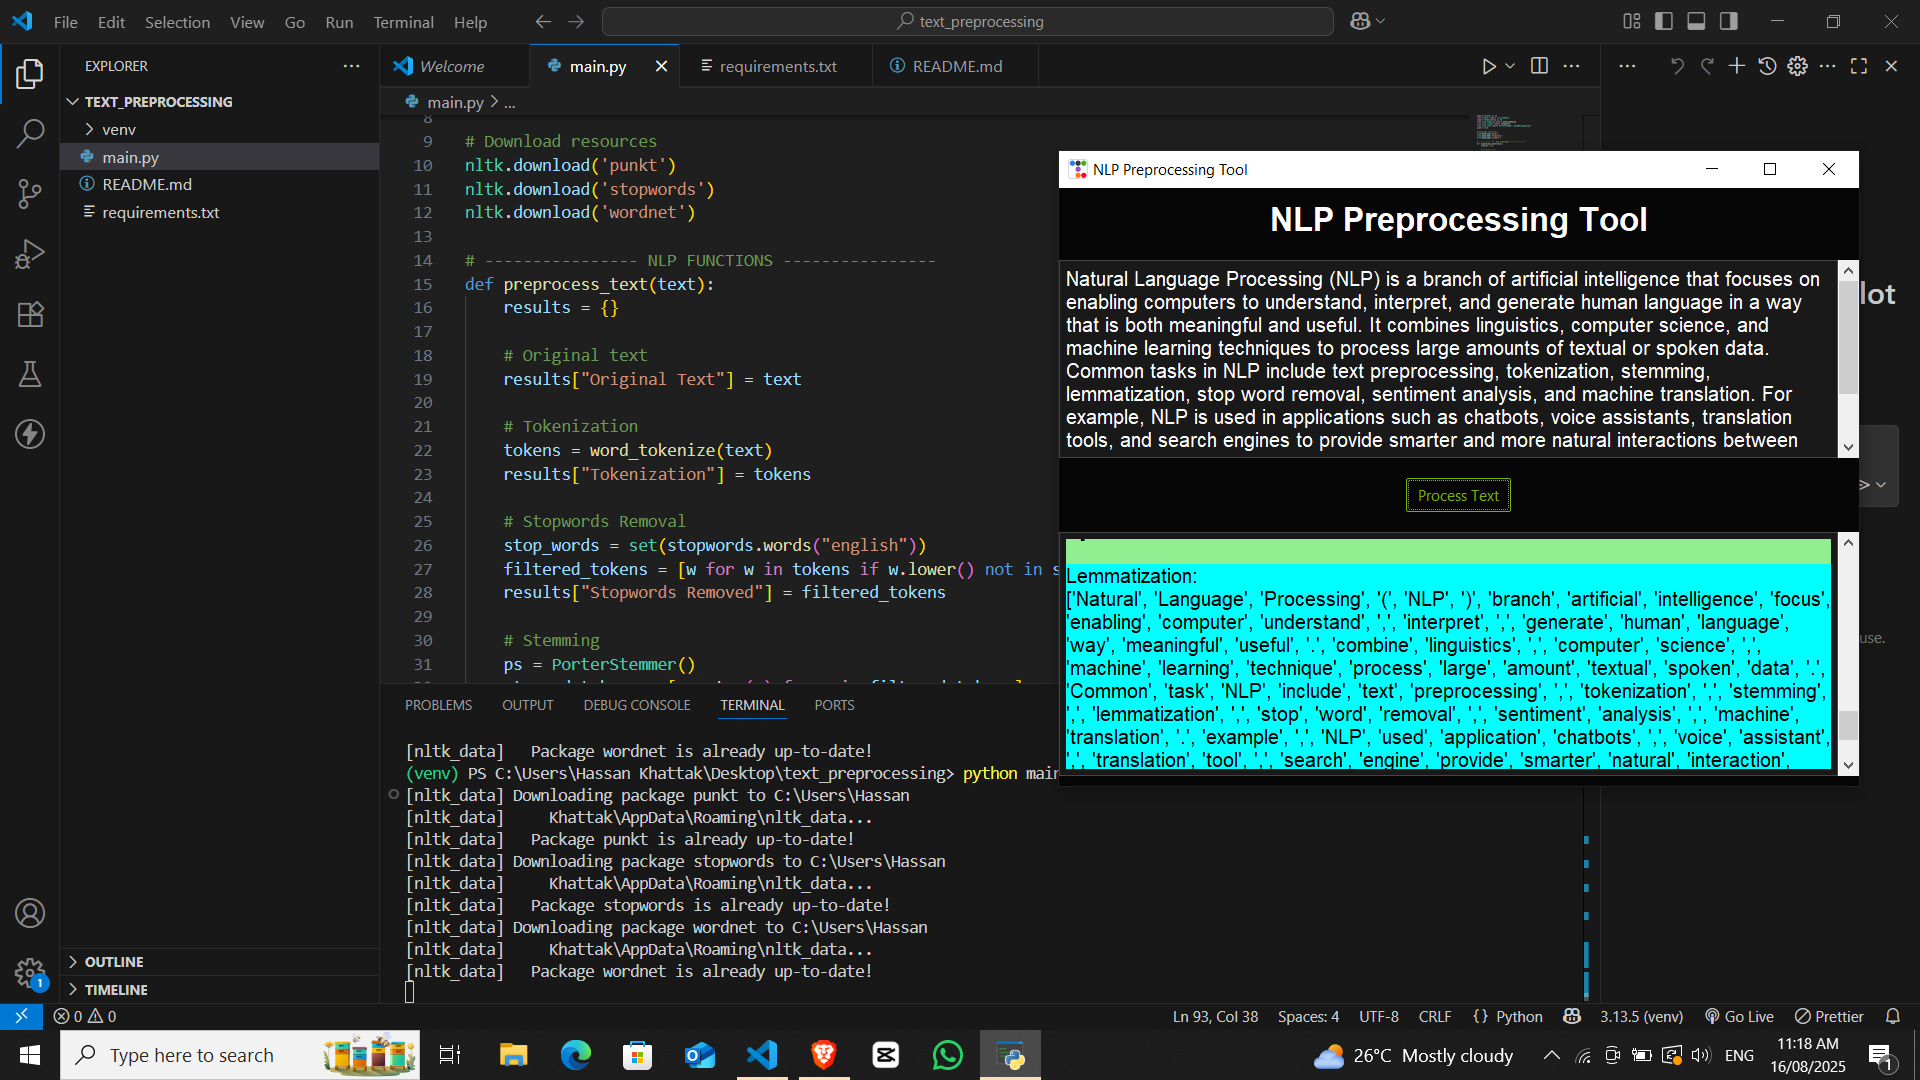 File Edit Selection View Go Run Terminal Help
text_preprocessing
EXPLORER
TEXT_PREPROCESSING
venv
main.py
README.md
requirements.txt
OUTLINE
TIMELINE
Welcome main.py requirements.txt README.md
main.py > ...
8
9 # Download resources
10 nltk.download('punkt')
11 nltk.download('stopwords')
12 nltk.download('wordnet')
13
14 # ---------------- NLP FUNCTIONS ----------------
15 def preprocess_text(text):
16 results = {}
17
18 # Original text
19 results["Original Text"] = text
20
21 # Tokenization
22 tokens = word_tokenize(text)
23 results["Tokenization"] = tokens
24
25 # Stopwords Removal
26 stop_words = set(stopwords.words("english"))
27 filtered_tokens = [w for w in tokens if w.lower() not in s
28 results["Stopwords Removed"] = filtered_tokens
29
30 # Stemming
31 ps = PorterStemmer()
PROBLEMS OUTPUT DEBUG CONSOLE TERMINAL PORTS
[nltk_data] Package wordnet is already up-to-date!
(venv) PS C:\Users\Hassan Khattak\Desktop\text_preprocessing> python main
[nltk_data] Downloading package punkt to C:\Users\Hassan
[nltk_data] Khattak\AppData\Roaming\nltk_data...
[nltk_data] Package punkt is already up-to-date!
[nltk_data] Downloading package stopwords to C:\Users\Hassan
[nltk_data] Khattak\AppData\Roaming\nltk_data...
[nltk_data] Package stopwords is already up-to-date!
[nltk_data] Downloading package wordnet to C:\Users\Hassan
[nltk_data] Khattak\AppData\Roaming\nltk_data...
[nltk_data] Package wordnet is already up-to-date!
NLP Preprocessing Tool
NLP Preprocessing Tool
Natural Language Processing (NLP) is a branch of artificial intelligence that focuses on
enabling computers to understand, interpret, and generate human language in a way
that is both meaningful and useful. It combines linguistics, computer science, and
machine learning techniques to process large amounts of textual or spoken data.
Common tasks in NLP include text preprocessing, tokenization, stemming,
lemmatization, stop word removal, sentiment analysis, and machine translation. For
example, NLP is used in applications such as chatbots, voice assistants, translation
tools, and search engines to provide smarter and more natural interactions between
Process Text
Lemmatization:
['Natural', 'Language', 'Processing', '(', 'NLP', ')', 'branch', 'artificial', 'intelligence', 'focus',
'enabling', 'computer', 'understand', ',', 'interpret', ',', 'generate', 'human', 'language',
'way', 'meaningful', 'useful', '.', 'combine', 'linguistics', ',', 'computer', 'science', ',',
'machine', 'learning', 'technique', 'process', 'large', 'amount', 'textual', 'spoken', 'data', '.',
'Common', 'task', 'NLP', 'include', 'text', 'preprocessing', ',', 'tokenization', ',', 'stemming',
',', 'lemmatization', ',', 'stop', 'word', 'removal', ',', 'sentiment', 'analysis', ',', 'machine',
'translation', '.', 'example', ',', 'NLP', 'used', 'application', 'chatbots', ',', 'voice', 'assistant',
',', 'translation', 'tool', ',', 'search', 'engine', 'provide', 'smarter', 'natural', 'interaction',
lot
use.
1
0 0
Ln 93, Col 38 Spaces: 4 UTF-8 CRLF {} Python 3.13.5 (venv) Go Live Prettier
Type here to search
26°C Mostly cloudy
ENG
11:18 AM
16/08/2025
1